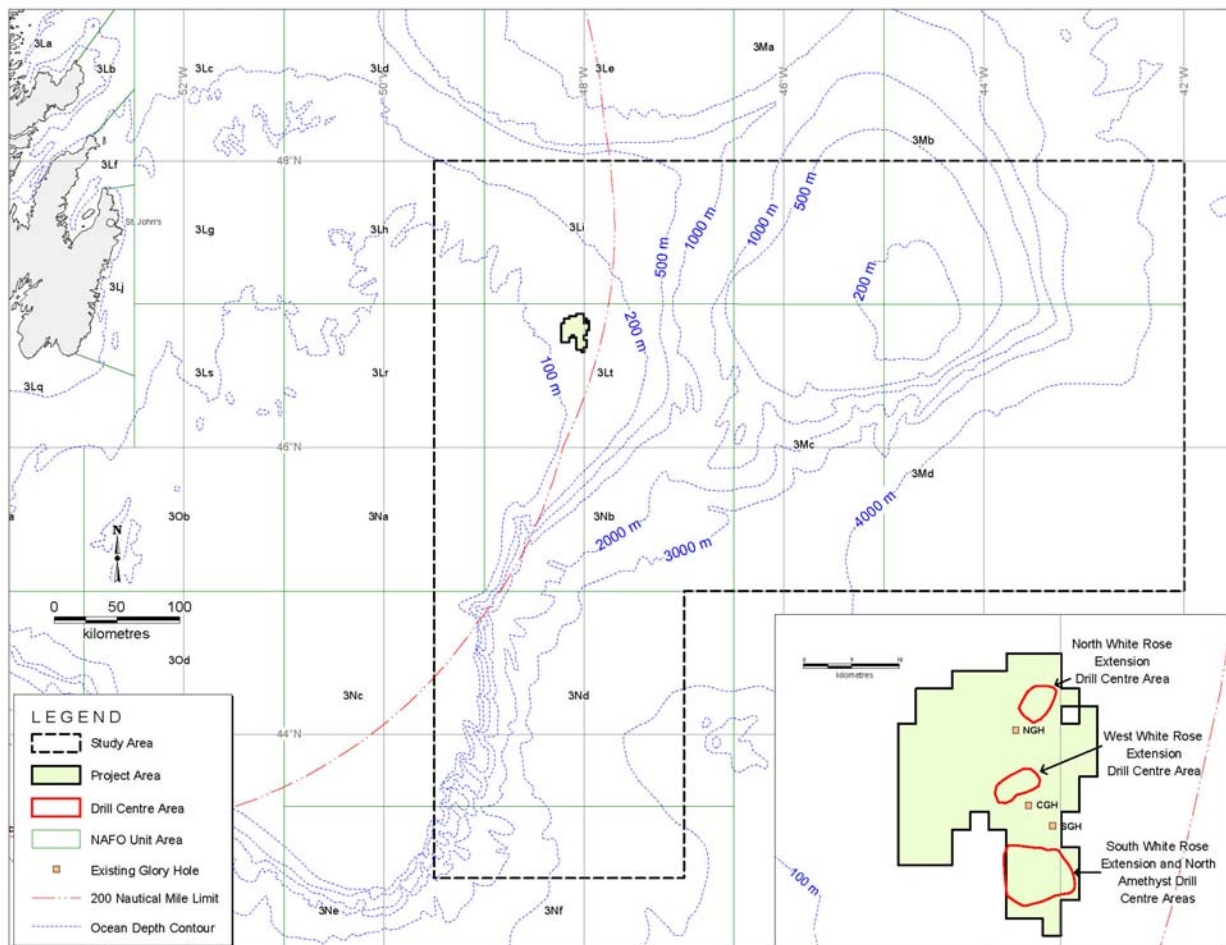 3La
3Lb
3Lc
3Ld
3Le
3Ma
52°W
50°W
48°W
46°W
44°W
42°W
3Lf
48°N
3Mb
St. John's
3Lg
3Lh
3Li
500 m
1000 m
1000 m
500 m
200 m
3Lj
200 m
100 m
3Lq
3Ls
3Lr
3Lt
46°N
3Mc
3Md
4000 m
a
3Ob
3Na
3Nb
2000 m
3000 m
N
0 50 100
kilometres
3Od
3Nc
3Nd
44°N
3Ne
3Nf
LEGEND
Study Area
Project Area
Drill Centre Area
NAFO Unit Area
Existing Glory Hole
200 Nautical Mile Limit
Ocean Depth Contour
kilometres
North White Rose
Extension
Drill Centre Area
NGH
West White Rose
Extension
Drill Centre Area
CGH
SGH
South White Rose
Extension and North
Amethyst Drill
Centre Areas
100 m